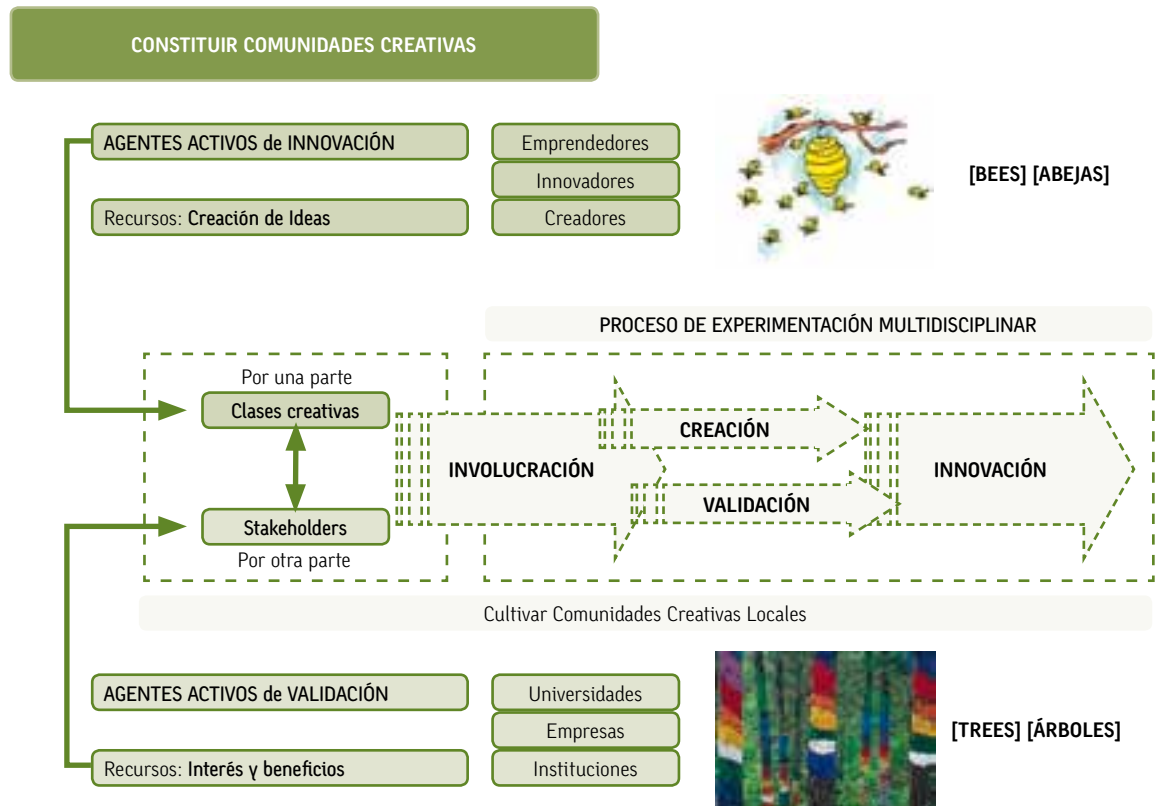 CONSTITUIR COMUNIDADES CREATIVAS
AGENTES ACTIVOS de INNOVACIÓN
Emprendedores
Innovadores
Recursos: Creación de Ideas
Creadores
[BEES] [ABEJAS]
PROCESO DE EXPERIMENTACIÓN MULTIDISCIPLINAR
Por una parte
Clases creativas
Stakeholders
Por otra parte
INVOLUCRACIÓN
CREACIÓN
VALIDACIÓN
INNOVACIÓN
Cultivar Comunidades Creativas Locales
AGENTES ACTIVOS de VALIDACIÓN
Universidades
Empresas
Recursos: Interés y beneficios
Instituciones
[TREES] [ÁRBOLES]